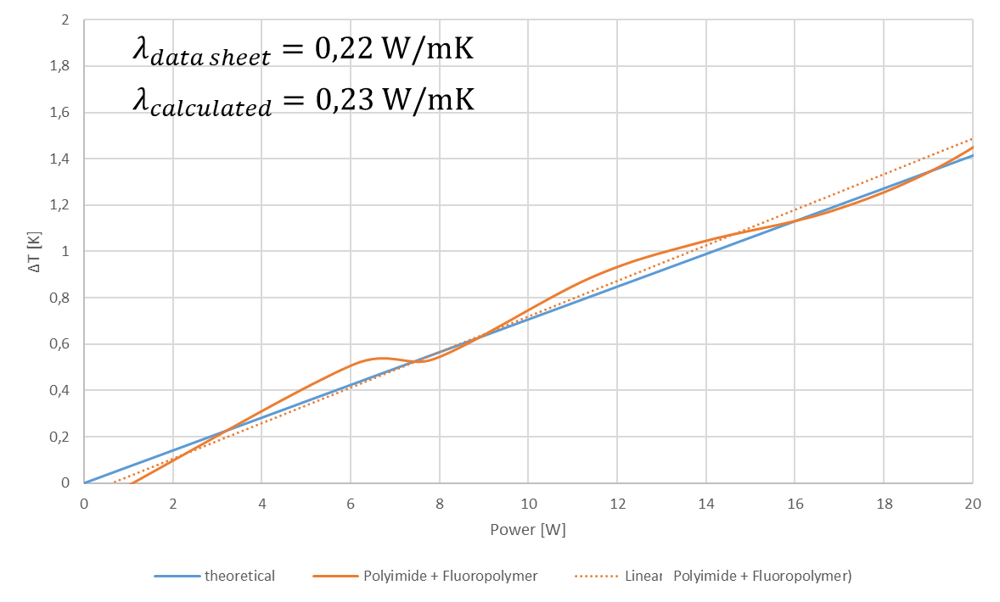 λdata sheet = 0,22 W/mK
λcalculated = 0,23 W/mK
2
1,8
1,6
1,4
1,2
1
0,8
0,6
0,4
0,2
0
ΔT [K]
0 2 4 6 8 10 12 14 16 18 20
Power [W]
theoretical Polyimide + Fluoropolymer Linear Polyimide + Fluoropolymer)